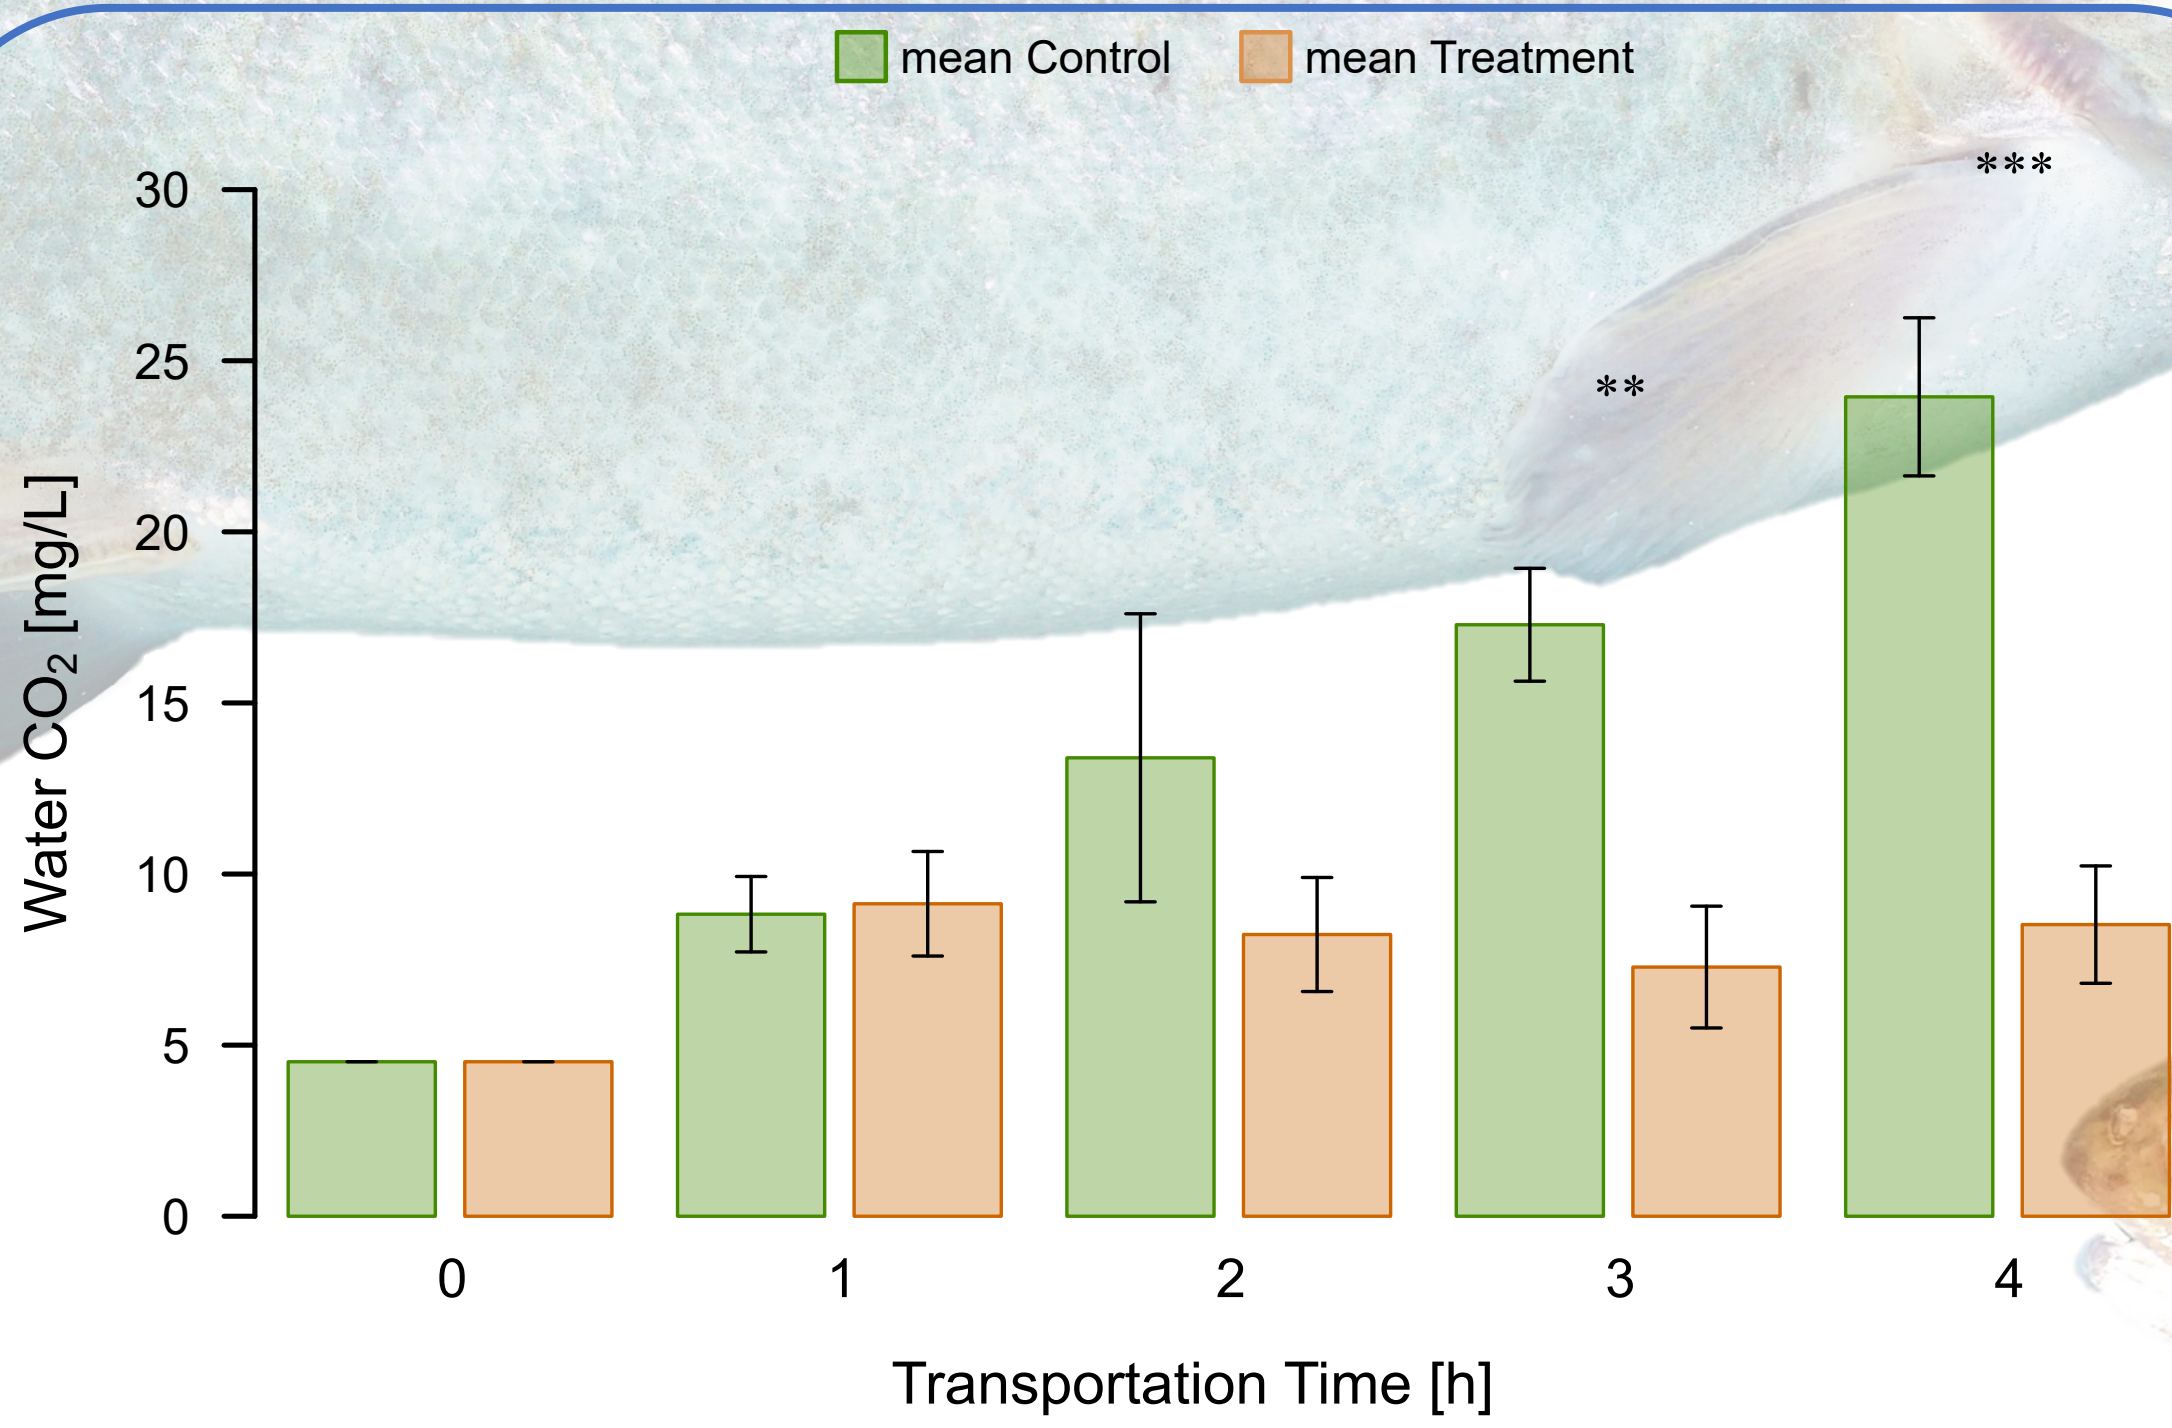 mean Control
mean Treatment
***
**
30
25
20
15
10
5
0
Water CO₂ [mg/L]
0 1 2 3 4
Transportation Time [h]